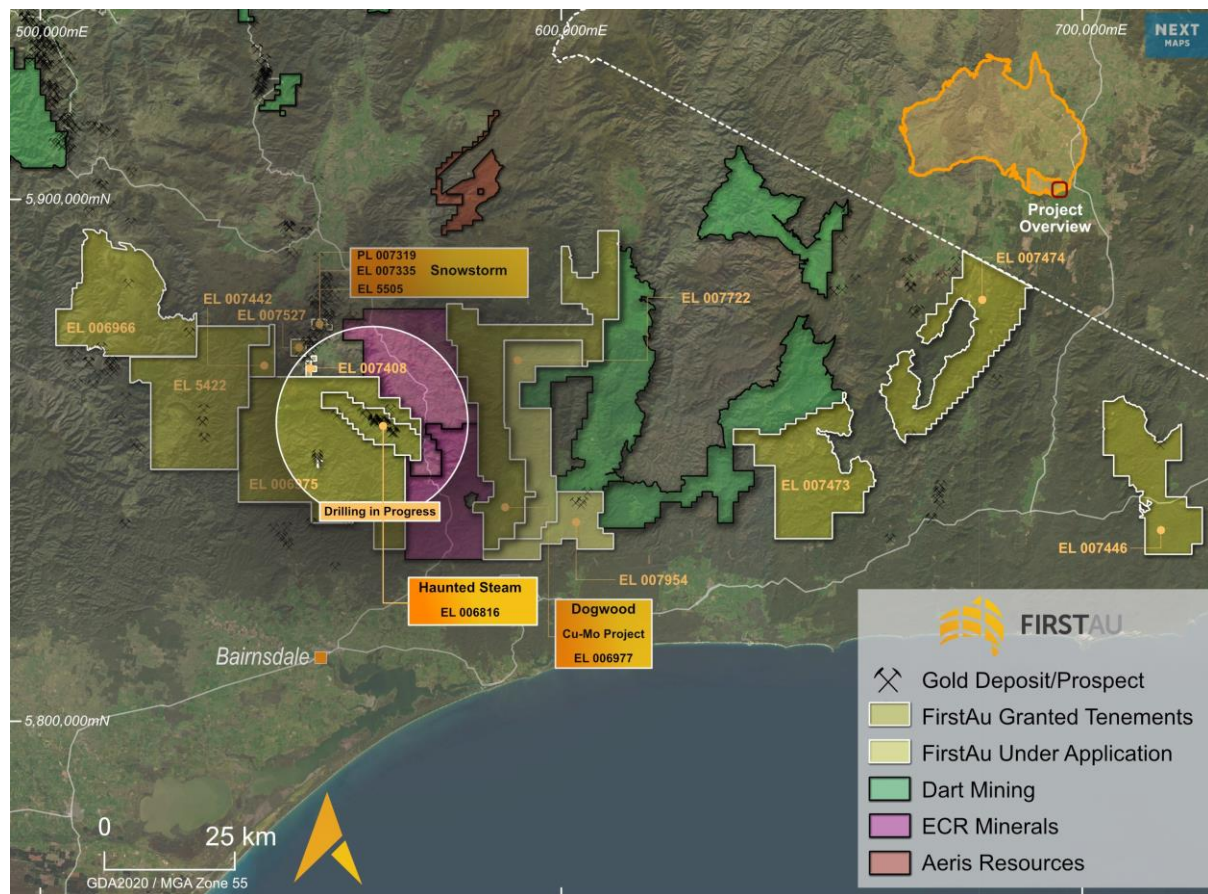 500,000mE
600,000mE
700,000mE
NEXT
MAPS
5,900,000mN
Project
Overview
EL 007474
PL 007319
EL 007335 Snowstorm
EL 5505
EL 007442
EL 007527
EL 007722
EL 006966
EL 5422
EL 007408
EL 006975
EL 007473
Drilling in Progress
EL 007446
EL 007954
Haunted Steam
EL 006816
Dogwood
Cu-Mo Project
EL 006977
Bairnsdale
5,800,000mN
FIRSTAU
Gold Deposit/Prospect
FirstAu Granted Tenements
FirstAu Under Application
Dart Mining
ECR Minerals
Aeris Resources
0 25 km
GDA2020 / MGA Zone 55